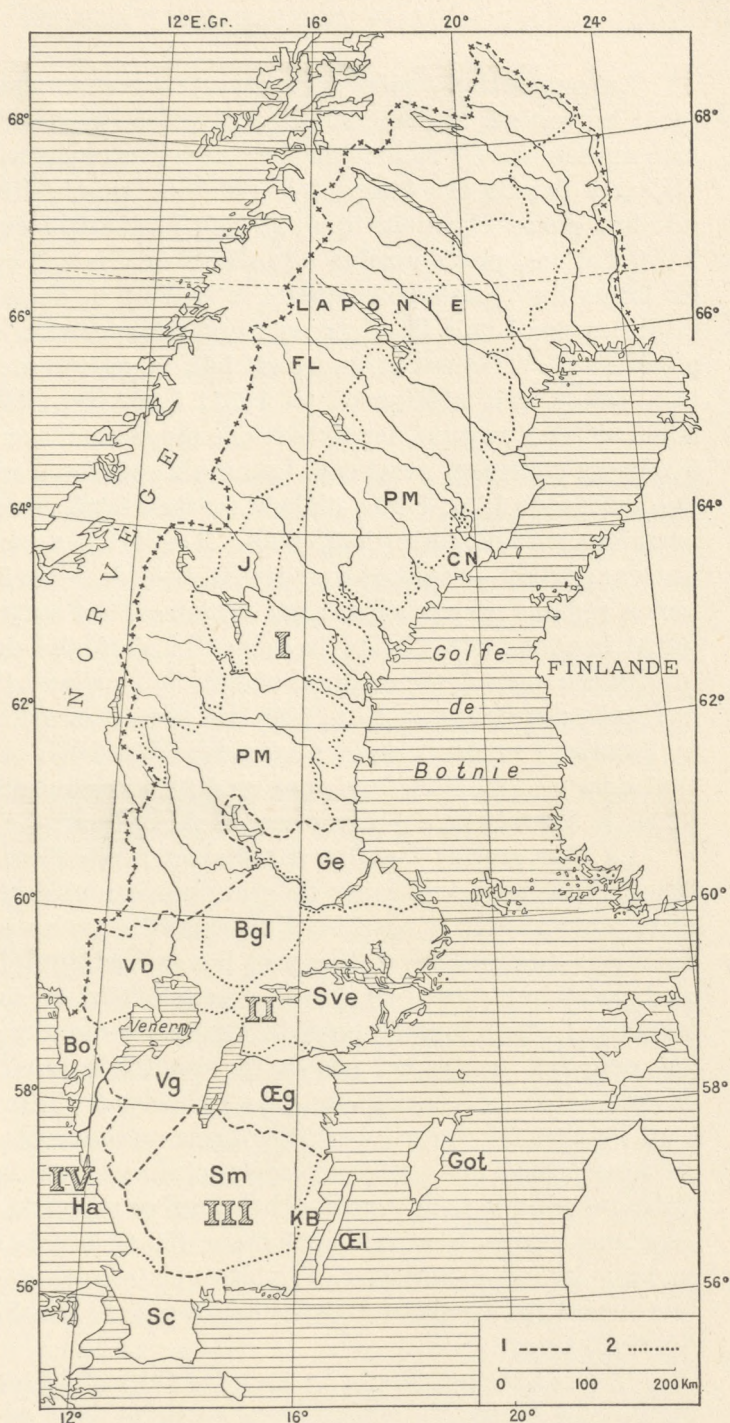 12°E.Gr. 16° 20° 24°
68° 68°
LAPONIE
66° 66°
FL
NORVEGE
PM
64° 64°
CN
J
I
Golfe
de
Botnie
FINLANDE
62° 62°
PM
Ge
60° 60°
Bgl
VD
Sve
II
Venern
Bo
Vg
Œg
58° 58°
Got
Sm
IV
Ha
III
KB
Œl
56° 56°
Sc
1 2
0 100 200 Km
12° 16° 20°